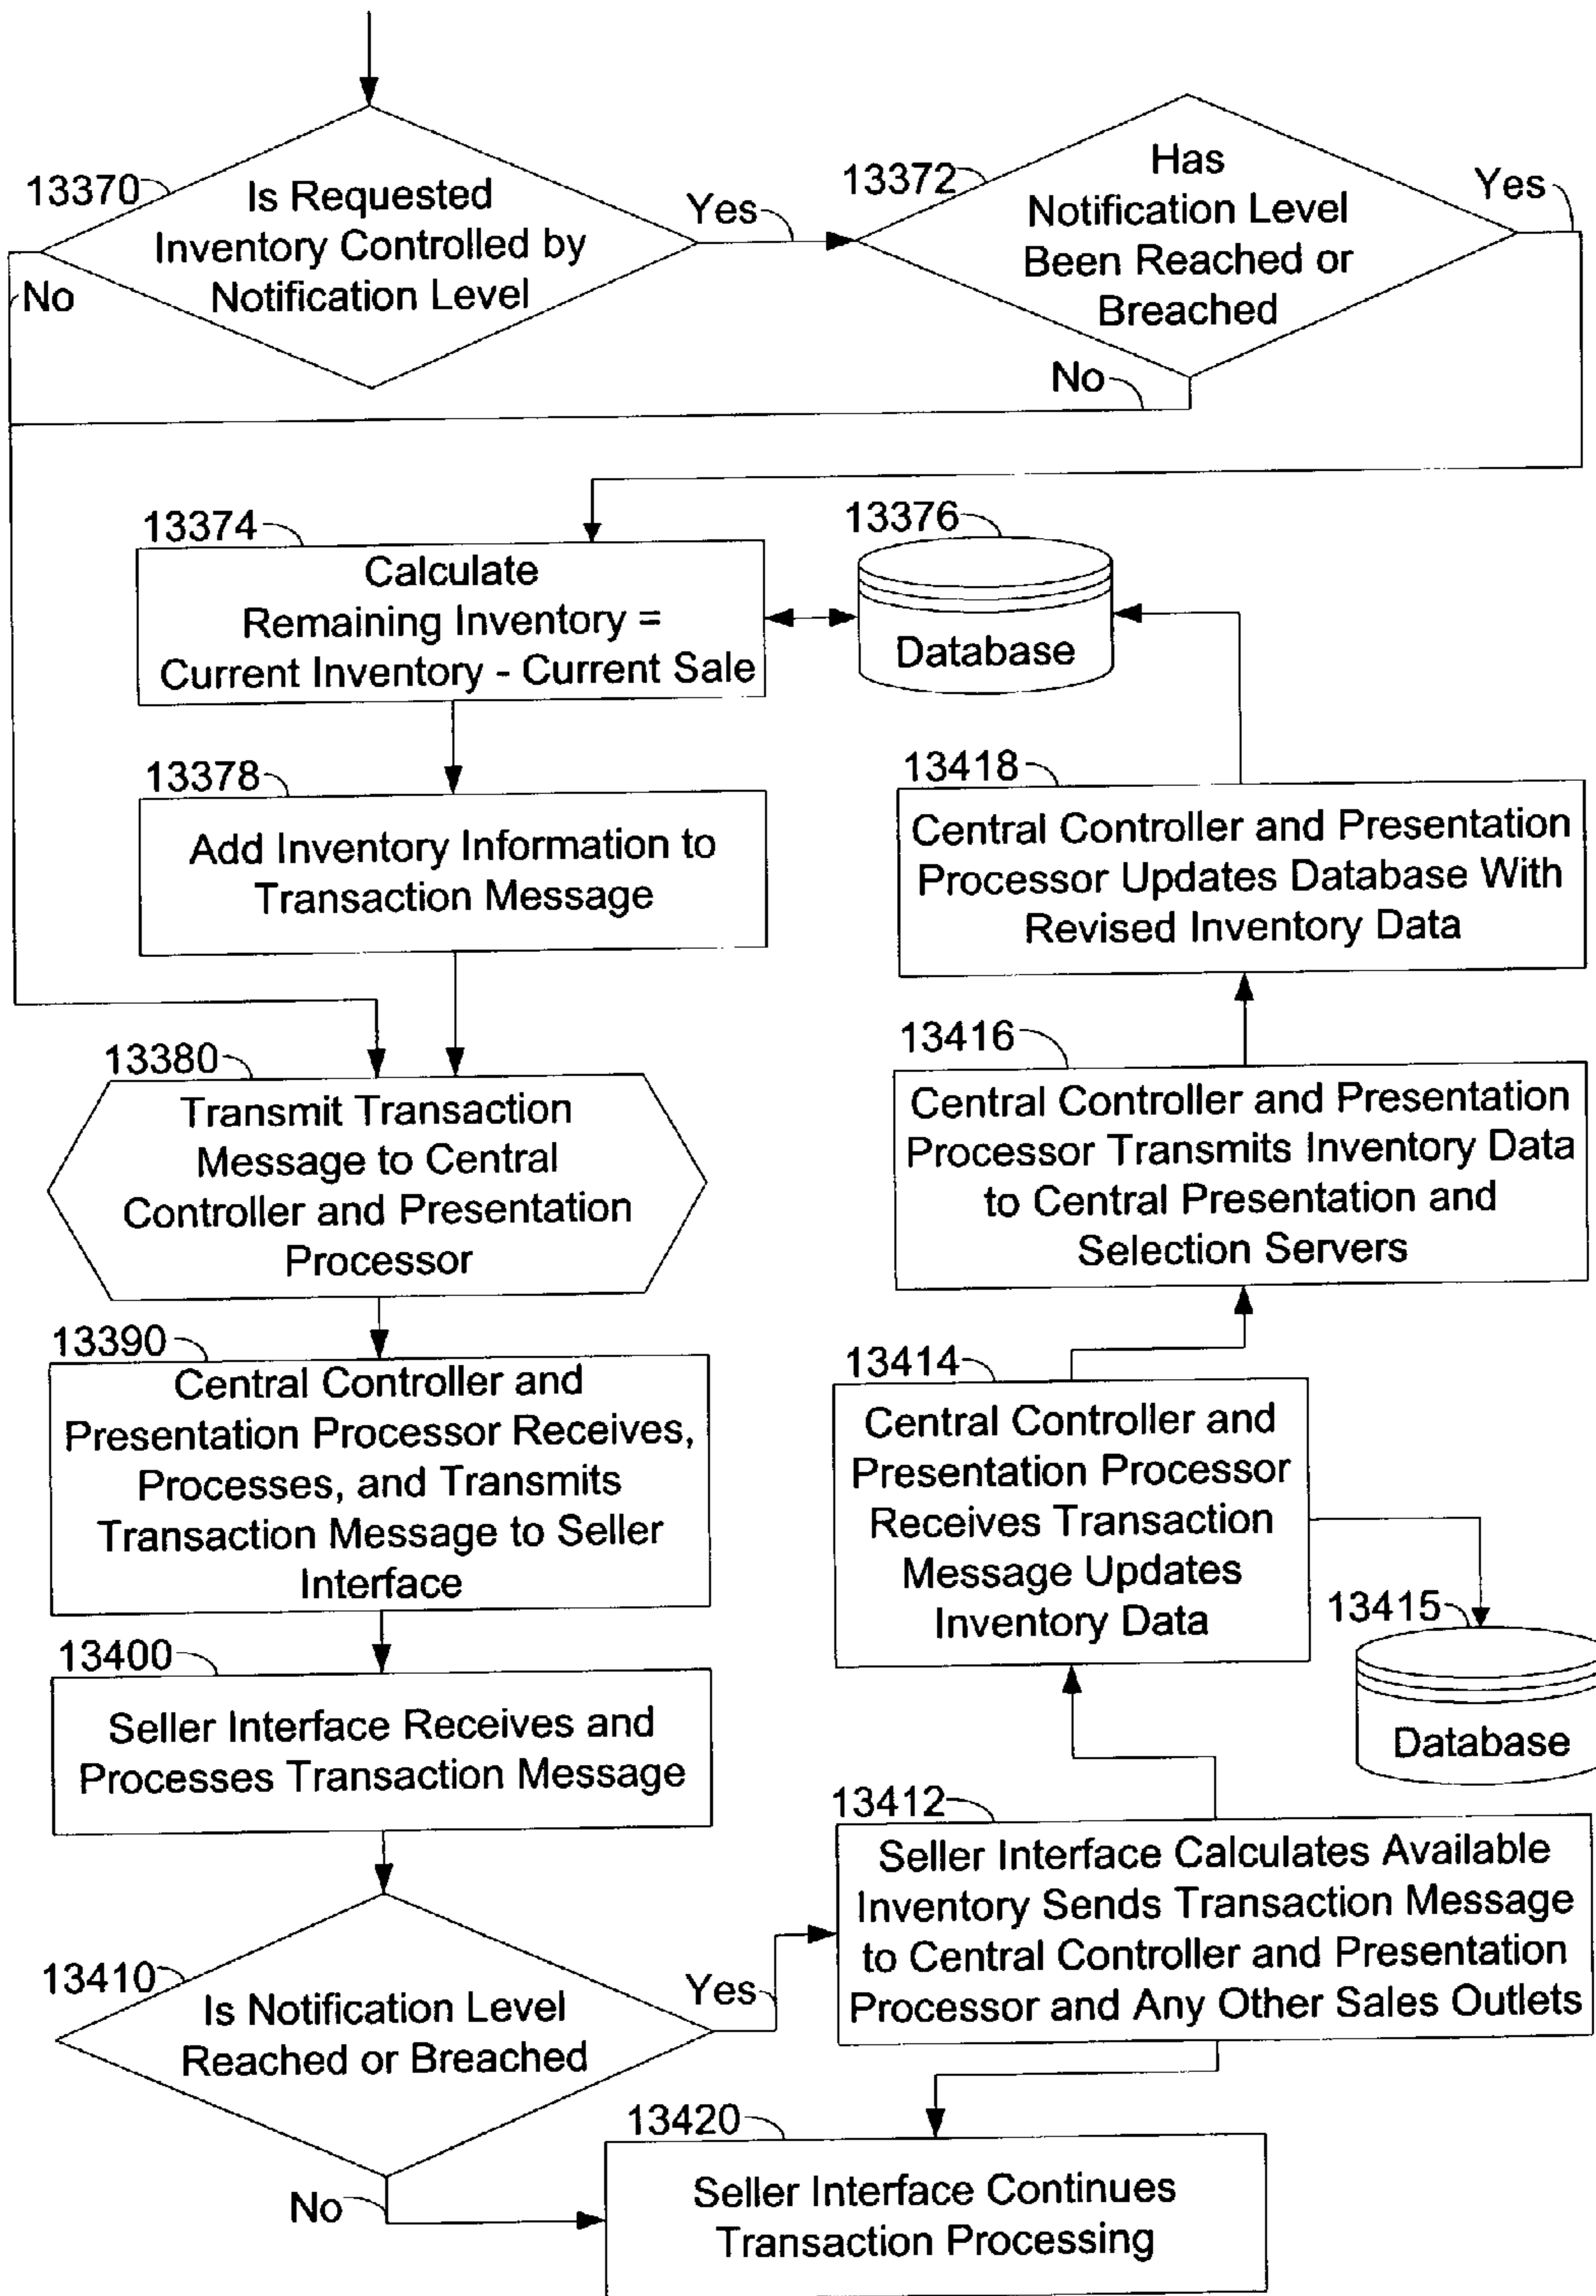 13370
Is Requested
Inventory Controlled by
Notification Level
Yes
No
13372
Has
Notification Level
Been Reached or
Breached
Yes
No
13374
Calculate
Remaining Inventory =
Current Inventory - Current Sale
13376
Database
13378
Add Inventory Information to
Transaction Message
13380
Transmit Transaction
Message to Central
Controller and Presentation
Processor
13390
Central Controller and
Presentation Processor Receives,
Processes, and Transmits
Transaction Message to Seller
Interface
13400
Seller Interface Receives and
Processes Transaction Message
13410
Is Notification Level
Reached or Breached
Yes
No
13412
Seller Interface Calculates Available
Inventory Sends Transaction Message
to Central Controller and Presentation
Processor and Any Other Sales Outlets
13414
Central Controller and
Presentation Processor
Receives Transaction
Message Updates
Inventory Data
13415
Database
13416
Central Controller and Presentation
Processor Transmits Inventory Data
to Central Presentation and
Selection Servers
13418
Central Controller and Presentation
Processor Updates Database With
Revised Inventory Data
13420
Seller Interface Continues
Transaction Processing